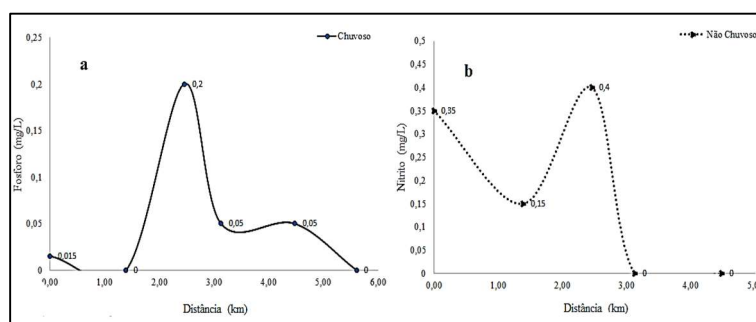 a
Chuvoso
Fosforo (mg/L)
0,25
0,2
0,15
0,1
0,05
0
0,015
0
0,2
0,05
0,05
0
0,00 1,00 2,00 3,00 4,00 5,00 6,00
Distância (km)
b
Não Chuvoso
Nitrito (mg/L)
0,5
0,45
0,4
0,35
0,3
0,25
0,2
0,15
0,1
0,05
0
0,35
0,15
0,4
0
0
0,00 1,00 2,00 3,00 4,00 5,0
Distância (km)